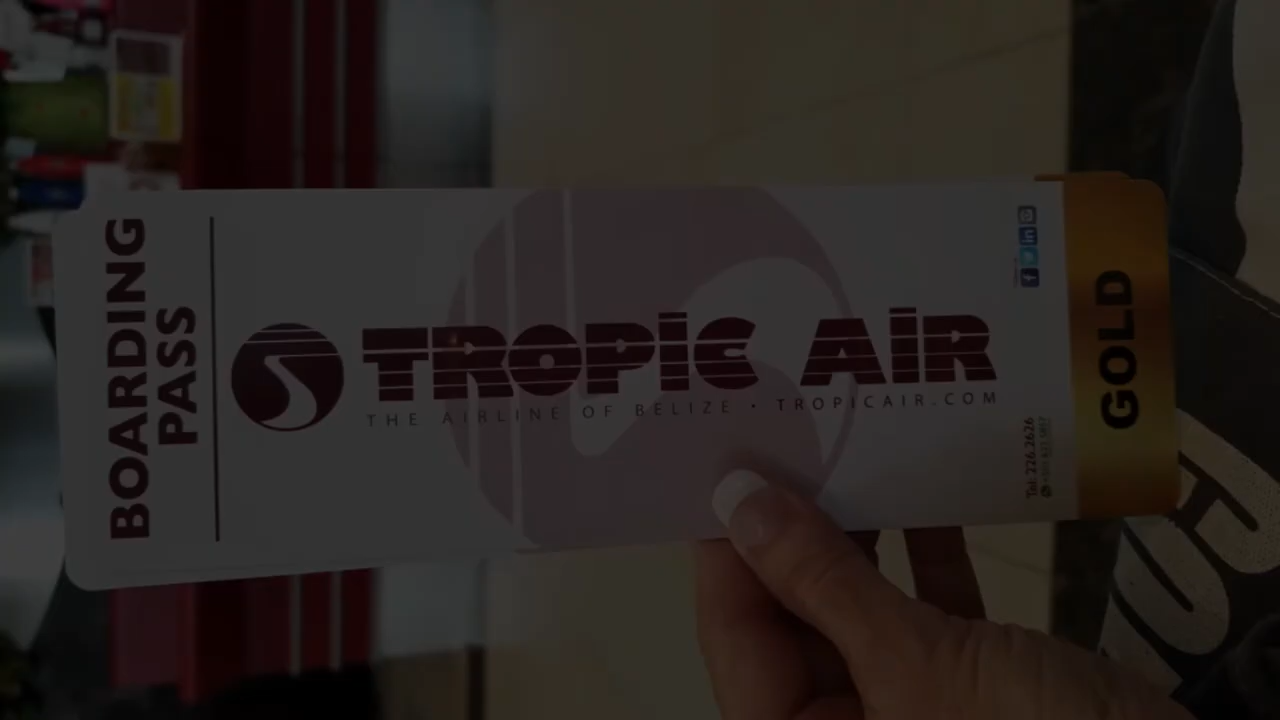 BOARDING
PASS
TROPIC AIR
THE AIRLINE OF BELIZE • TROPICAIR.COM
Tel: 226.2626
GOLD